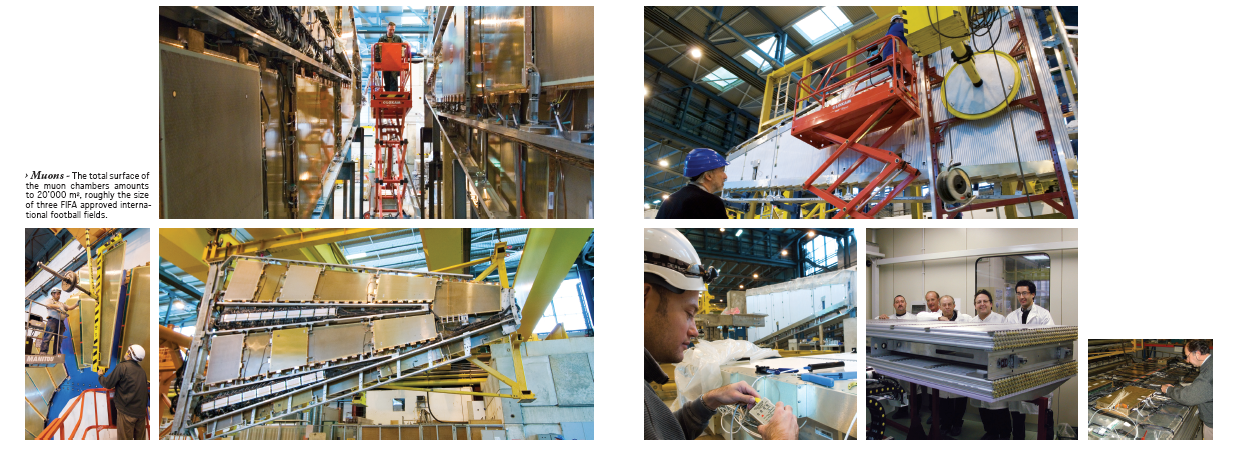 › Muons - The total surface of
the muon chambers amounts
to 20'000 m², roughly the size
of three FIFA approved interna-
tional football fields.
MANITOU